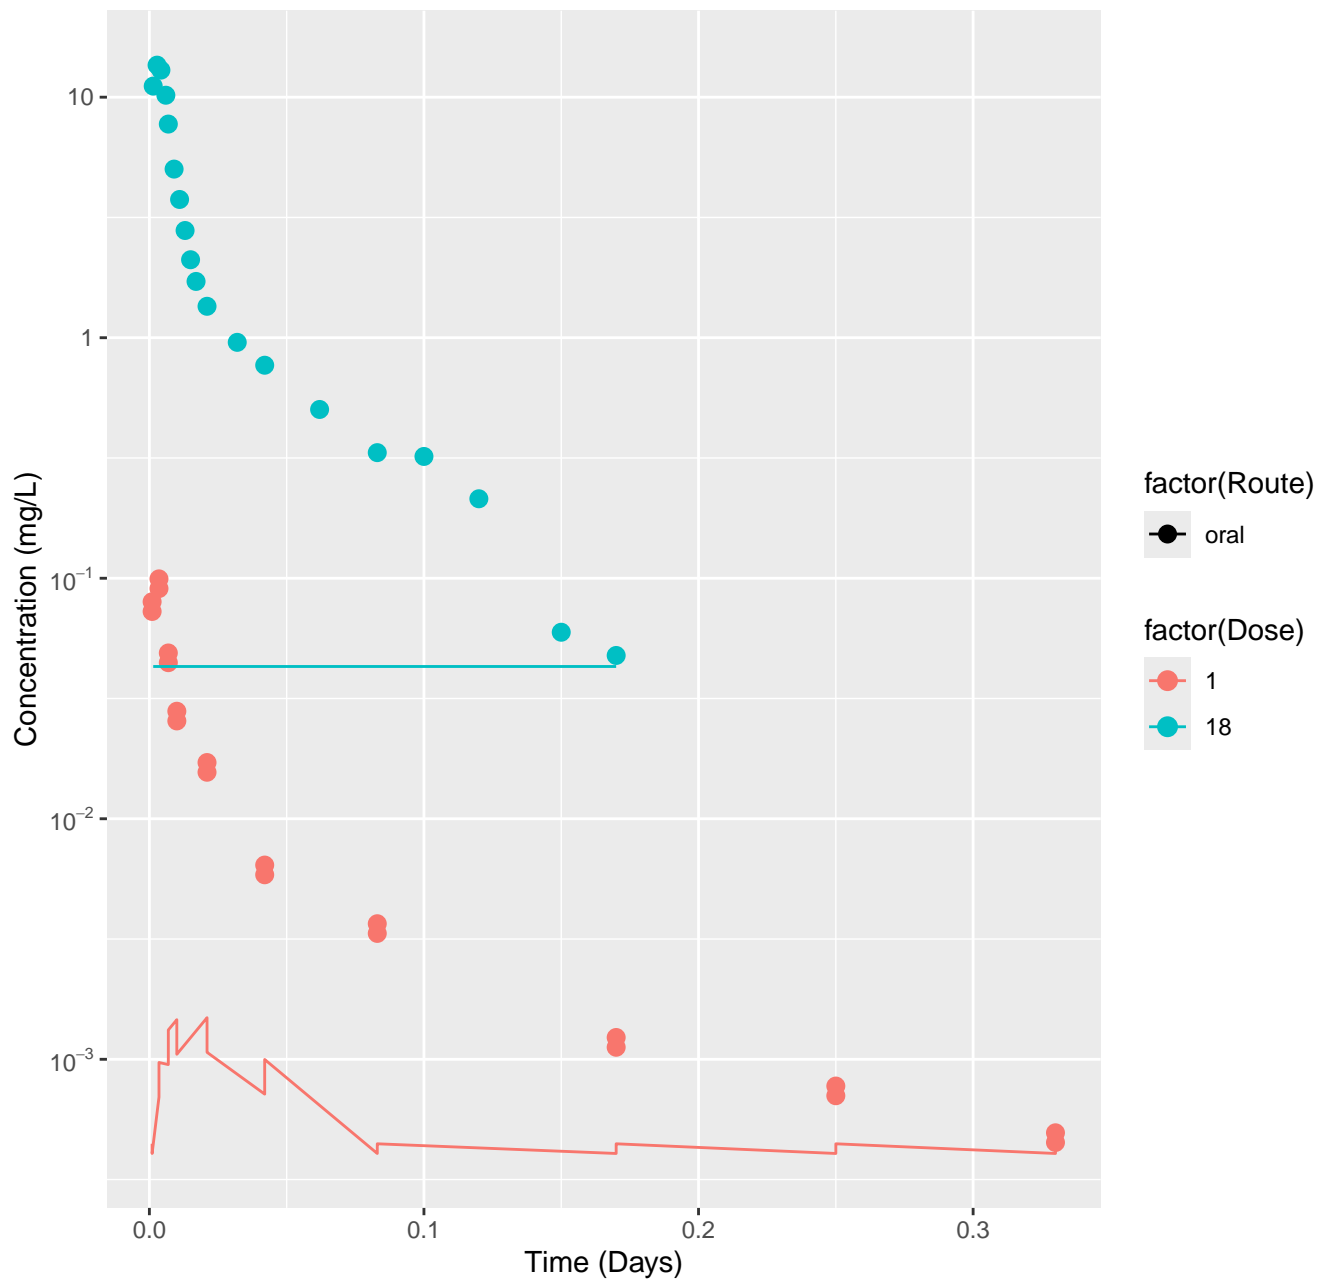 Concentration (mg/L)
10
1
10⁻¹
10⁻²
10⁻³
0.0 0.1 0.2 0.3
Time (Days)
factor(Route)
oral
factor(Dose)
1
18